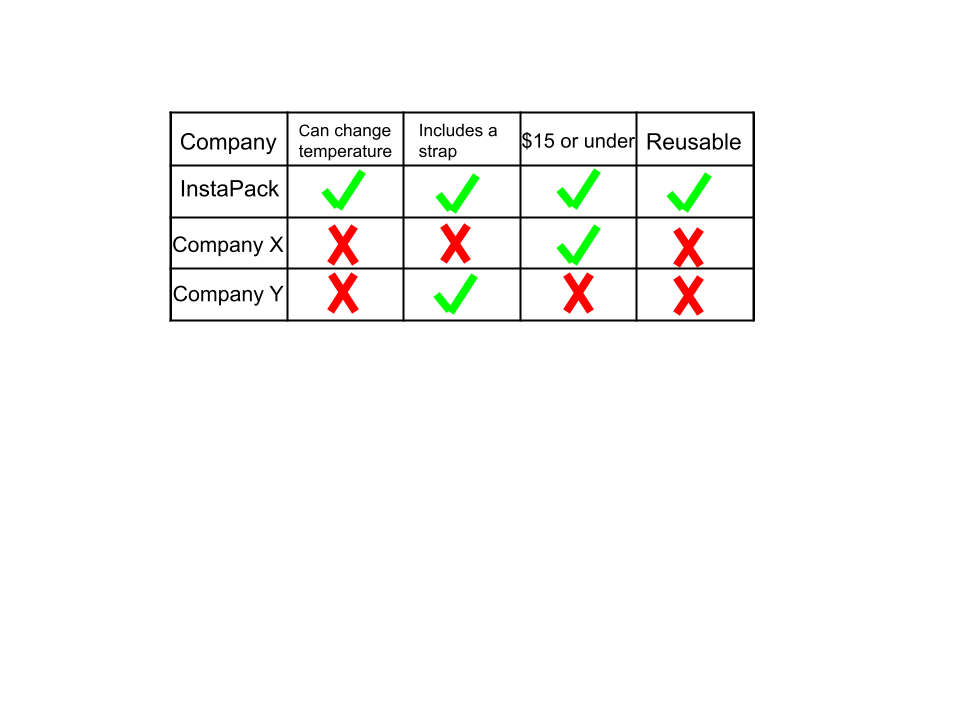 Company
Can change
temperature
Includes a
strap
$15 or under
Reusable
InstaPack
Company X
Company Y